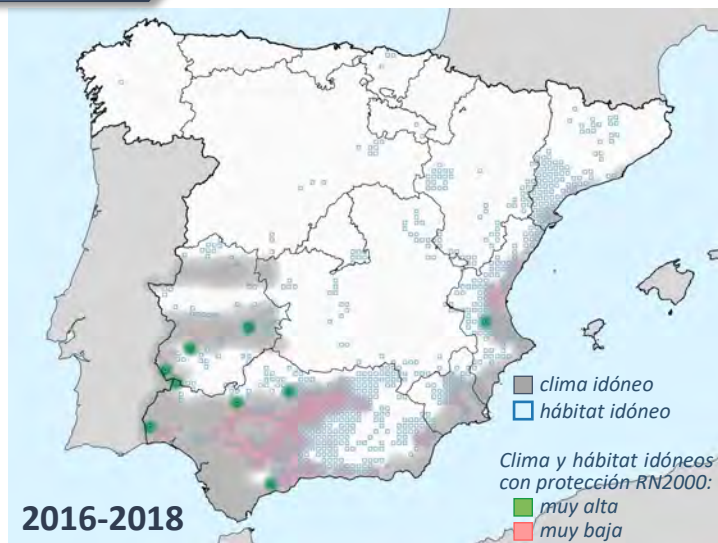 clima idóneo
hábitat idóneo
Clima y hábitat idóneos
con protección RN2000:
muy alta
muy baja
2016-2018